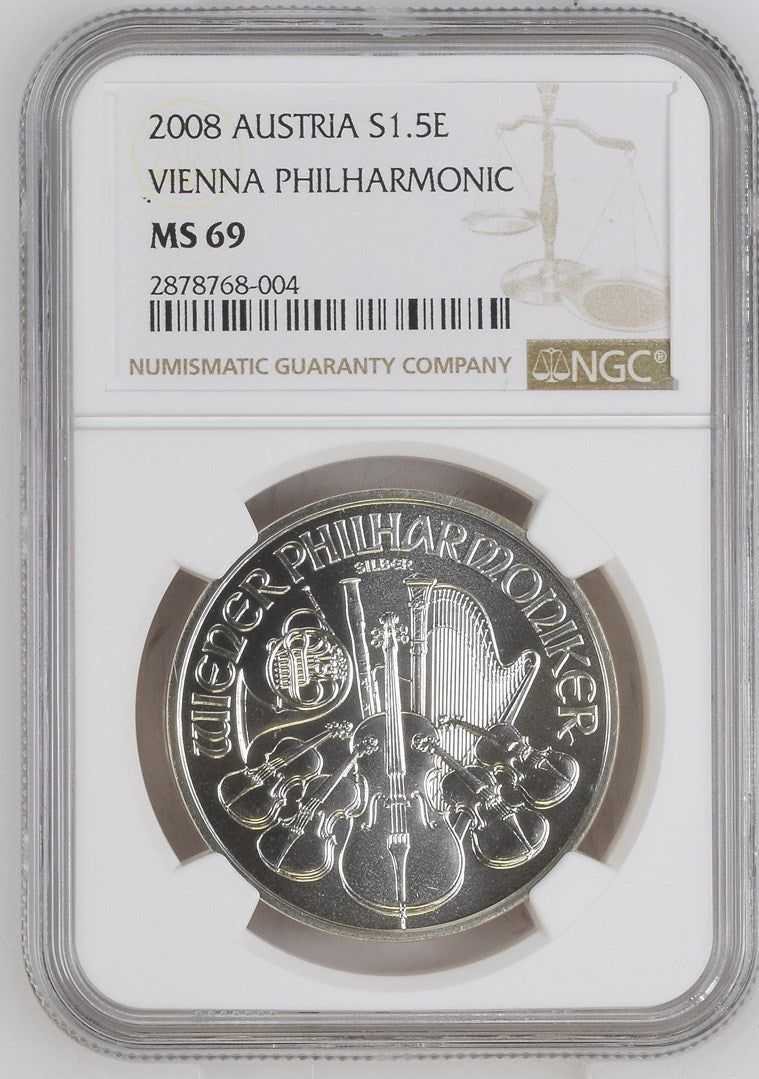 2008 AUSTRIA S1.5E
VIENNA PHILHARMONIC
MS 69
2878768-004
NUMISMATIC GUARANTY COMPANY
NGC®
WIENER PHILHARMONIKER
SILBER